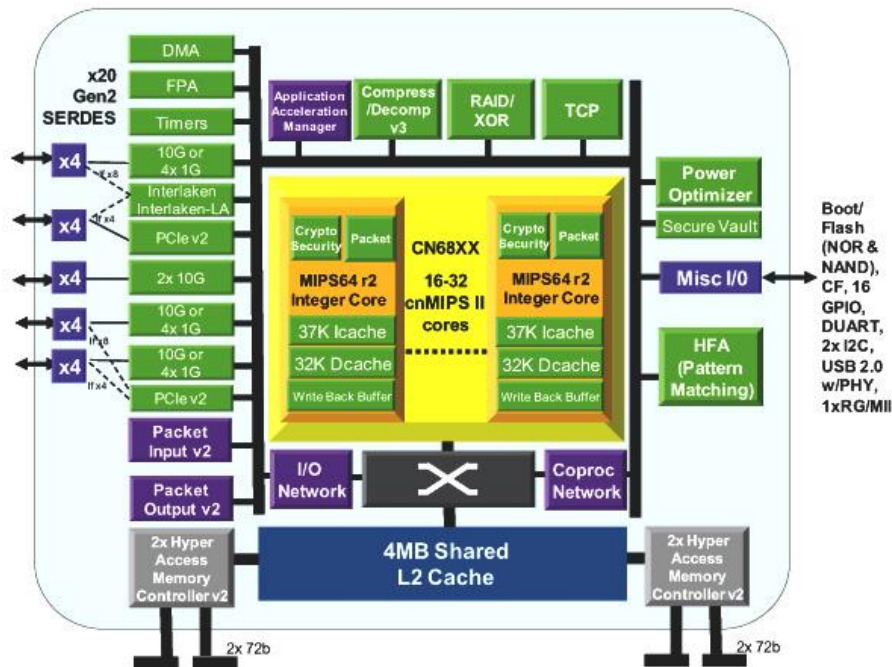 x20
Gen2
SERDES
DMA
FPA
Timers
x4
If x8
10G or
4x 1G
Interlaken
Interlaken-LA
x4
If x4
PCIe v2
x4
2x 10G
x4
If x8
10G or
4x 1G
x4
If x4
10G or
4x 1G
PCIe v2
Packet
Input v2
Packet
Output v2
Application
Acceleration
Manager
Compress
/Decomp
v3
RAID/
XOR
TCP
Crypto
Security
Packet
MIPS64 r2
Integer Core
37K Icache
32K Dcache
Write Back Buffer
CN68XX
16-32
cnMIPS II
cores
Crypto
Security
Packet
MIPS64 r2
Integer Core
37K Icache
32K Dcache
Write Back Buffer
Power
Optimizer
Secure Vault
Misc I/0
HFA
(Pattern
Matching)
Boot/
Flash
(NOR &
NAND),
CF, 16
GPIO,
DUART,
2x I2C,
USB 2.0
w/PHY,
1xRG/MII
I/O
Network
Coproc
Network
2x Hyper
Access
Memory
Controller v2
4MB Shared
L2 Cache
2x Hyper
Access
Memory
Controller v2
2x 72b
2x 72b